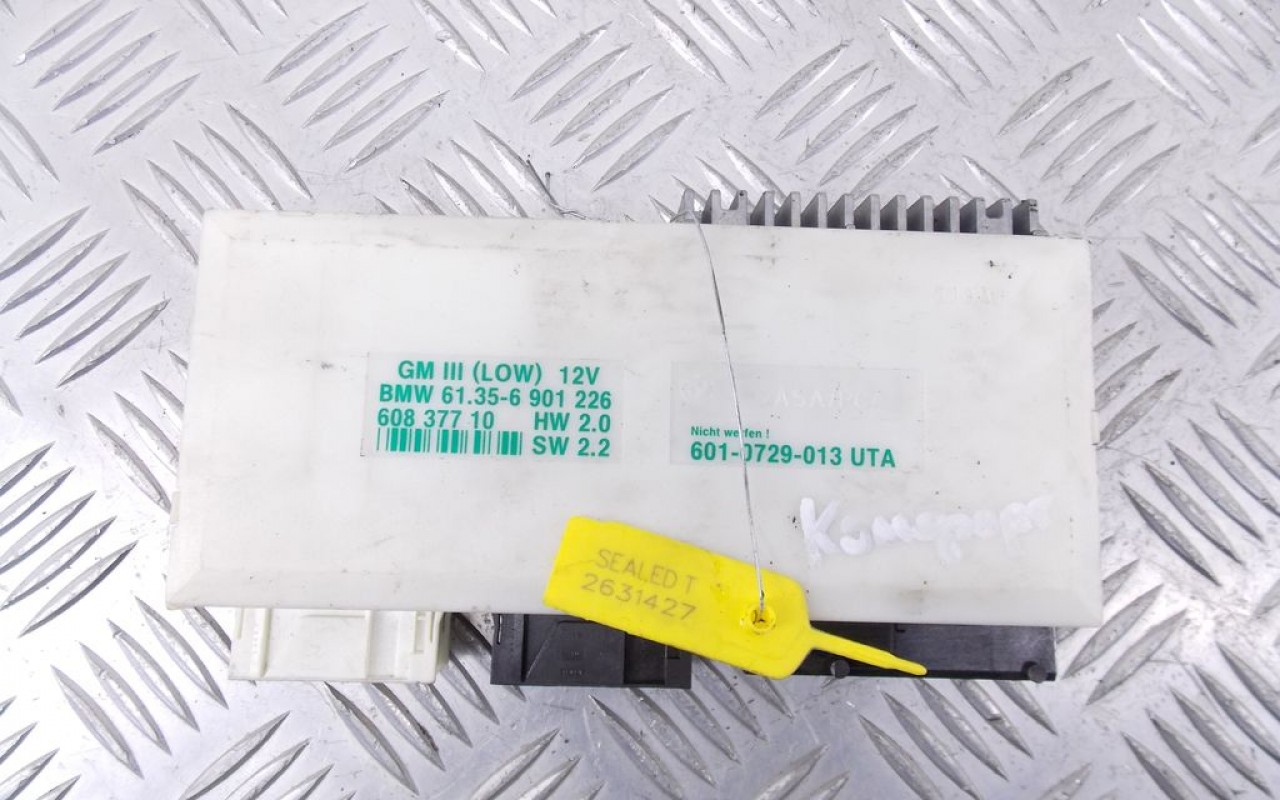 GM III (LOW) 12V
BMW 61.35-6 901 226
608 377 10 HW 2.0
SW 2.2
Nicht werfen !
601-0729-013 UTA
SEALED T
2631427